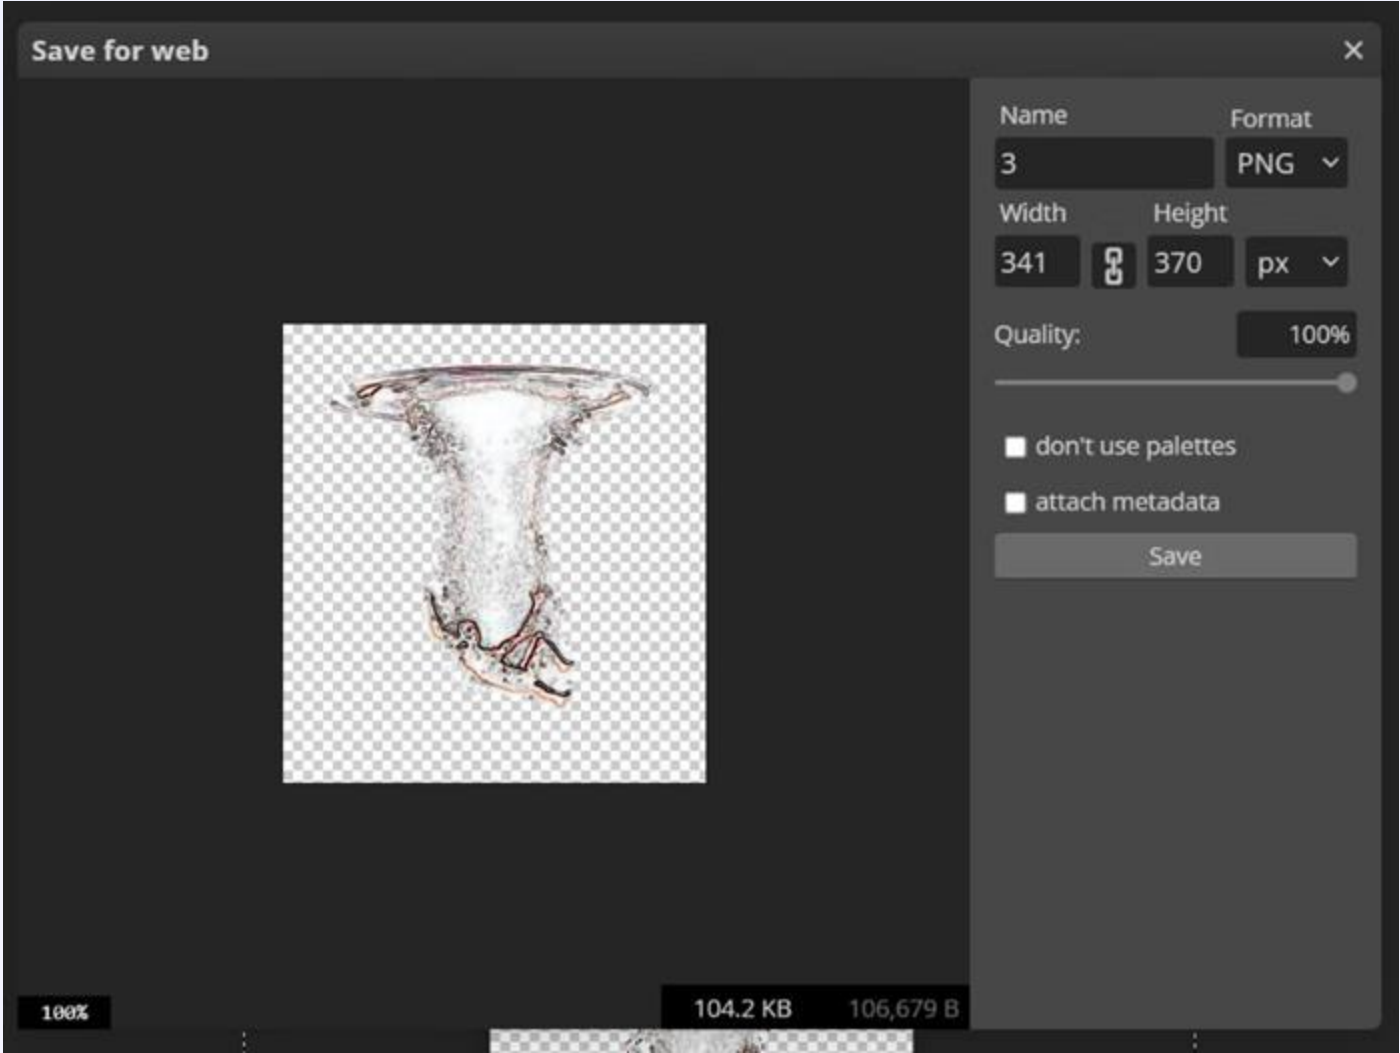 Save for web
Name Format
3 PNG
Width Height
341 370 px
Quality: 100%
don't use palettes
attach metadata
Save
100% 104.2 KB 106,679 B